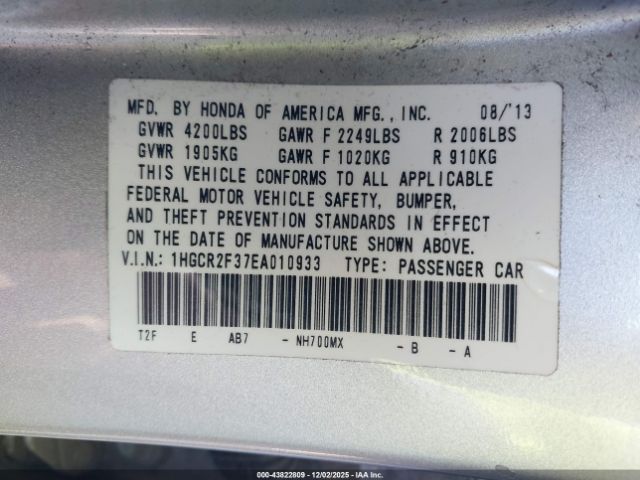 MFD. BY HONDA OF AMERICA MFG., INC. 08/'13
GVWR 4200LBS GAWR F 2249LBS R 2006LBS
GVWR 1905KG GAWR F 1020KG R 910KG
THIS VEHICLE CONFORMS TO ALL APPLICABLE
FEDERAL MOTOR VEHICLE SAFETY, BUMPER,
AND THEFT PREVENTION STANDARDS IN EFFECT
ON THE DATE OF MANUFACTURE SHOWN ABOVE.
V.I.N.: 1HGCR2F37EA010933 TYPE: PASSENGER CAR
T2F E AB7 - NH700MX - B - A
© (43822809) - 12/02/2025 - IAA Inc.